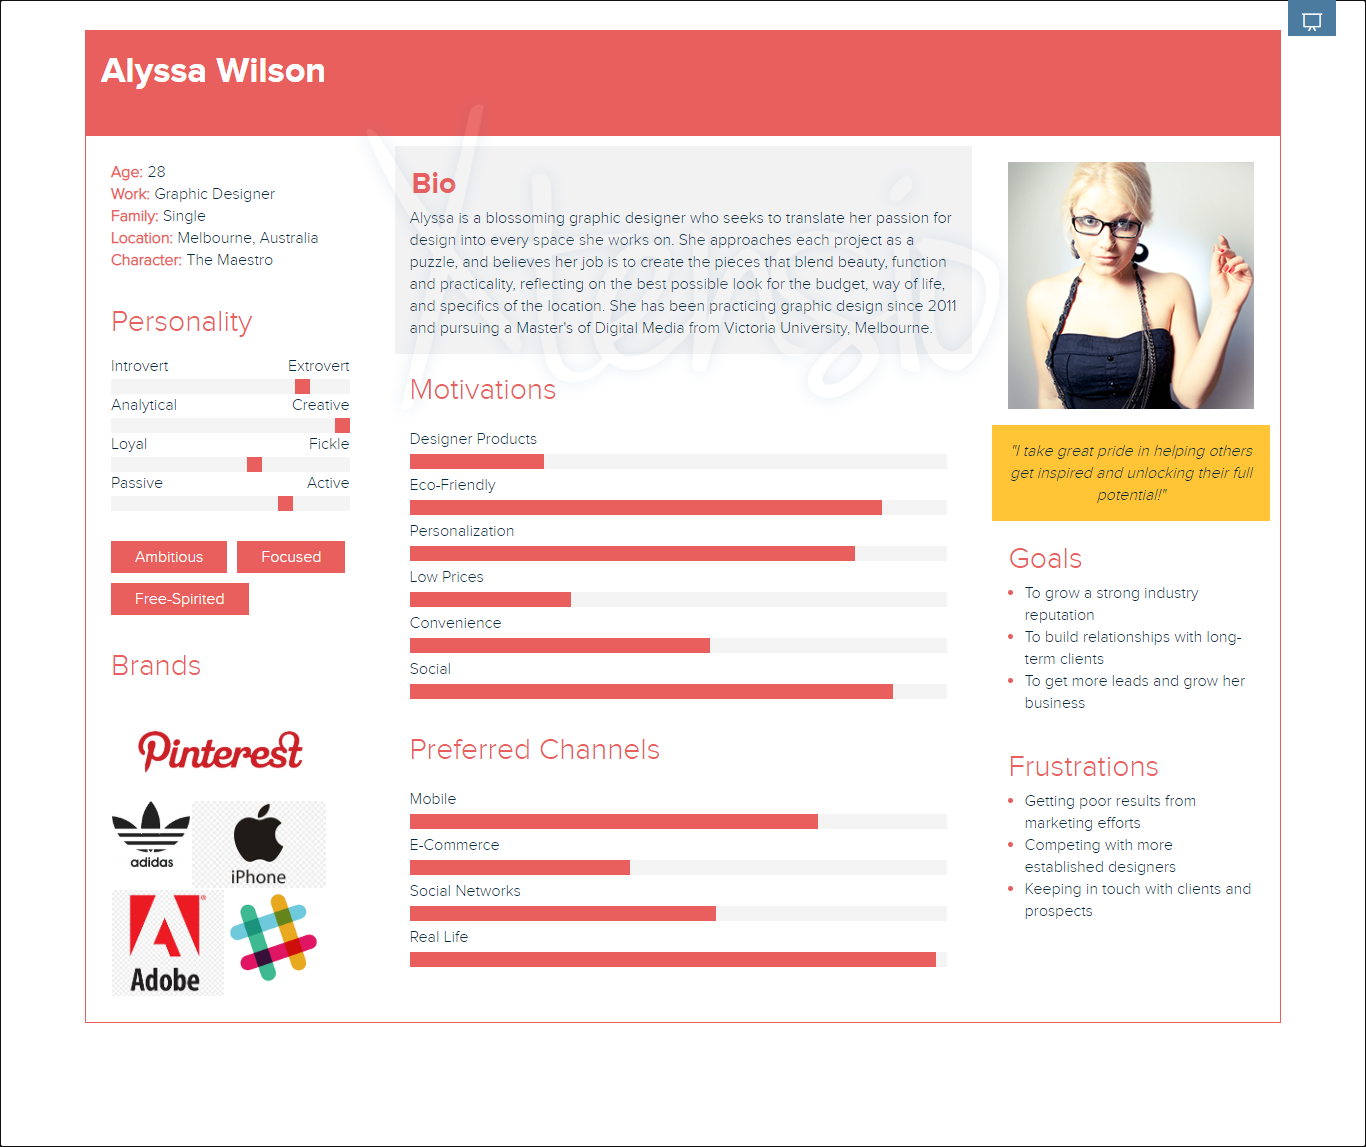 Alyssa Wilson
Age: 28
Work: Graphic Designer
Family: Single
Location: Melbourne, Australia
Character: The Maestro
Personality
Introvert Extrovert
Analytical Creative
Loyal Fickle
Passive Active
Ambitious Focused
Free-Spirited
Brands
Pinterest
adidas
iPhone
Adobe
Bio
Alyssa is a blossoming graphic designer who seeks to translate her passion for
design into every space she works on. She approaches each project as a
puzzle, and believes her job is to create the pieces that blend beauty, function
and practicality, reflecting on the best possible look for the budget, way of life,
and specifics of the location. She has been practicing graphic design since 2011
and pursuing a Master's of Digital Media from Victoria University, Melbourne.
Motivations
Designer Products
Eco-Friendly
Personalization
Low Prices
Convenience
Social
Preferred Channels
Mobile
E-Commerce
Social Networks
Real Life
"I take great pride in helping others
get inspired and unlocking their full
potential!"
Goals
To grow a strong industry
reputation
To build relationships with long-
term clients
To get more leads and grow her
business
Frustrations
Getting poor results from
marketing efforts
Competing with more
established designers
Keeping in touch with clients and
prospects